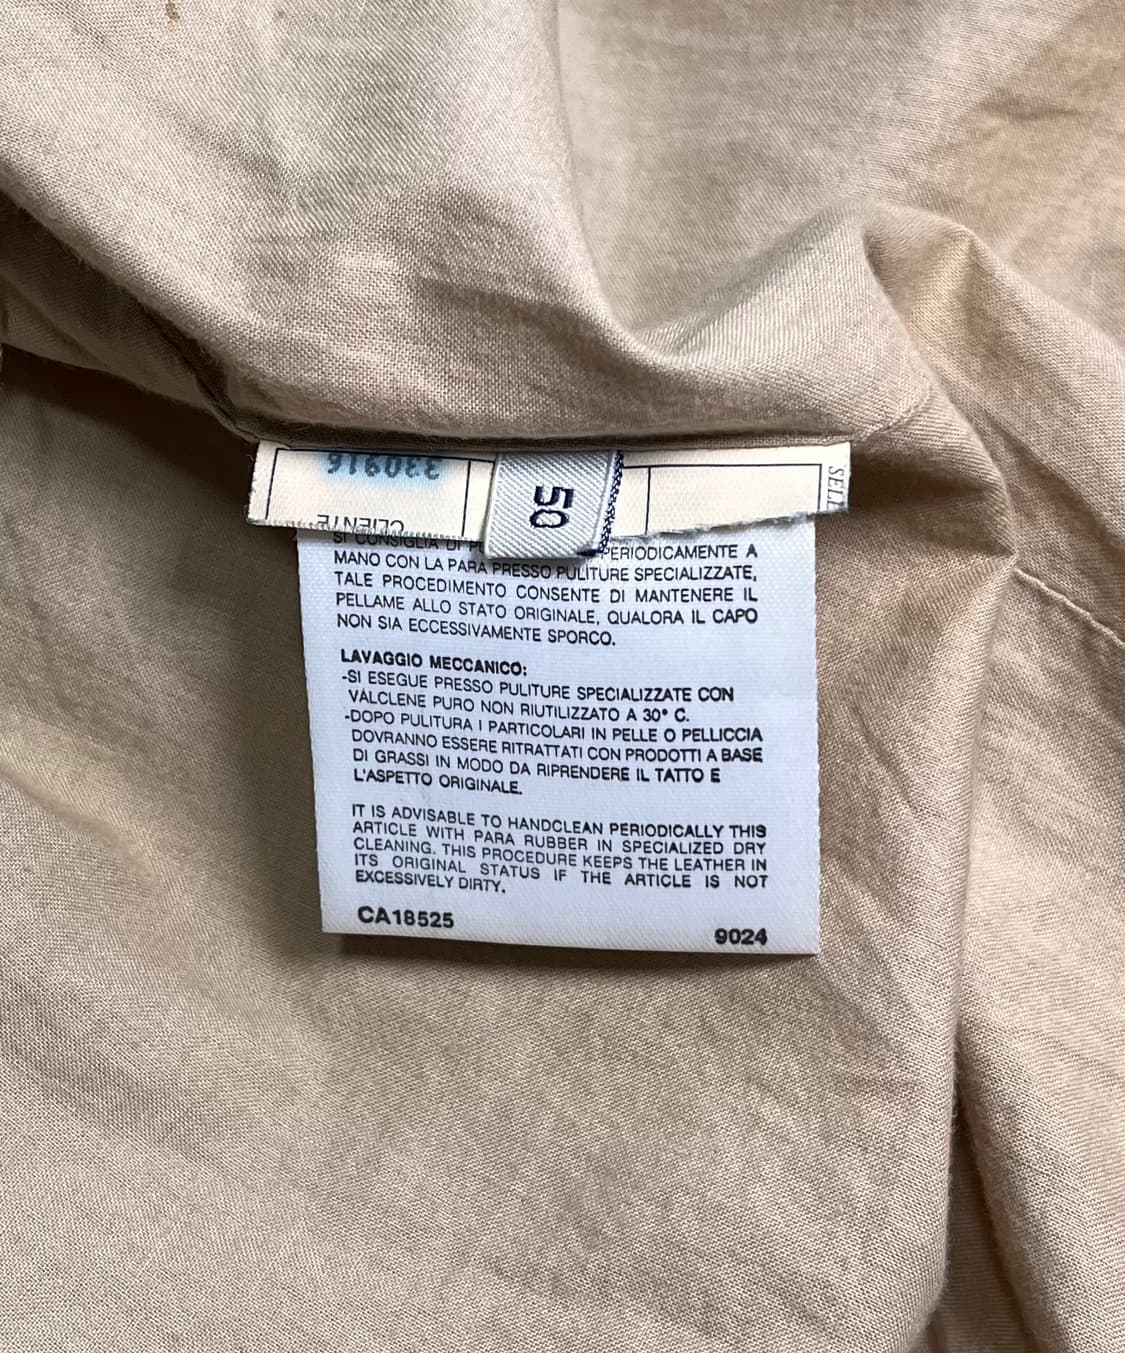 330916
CLIENTE
50
SELL
SI CONSIGLIA DI PERIODICAMENTE A
MANO CON LA PARA PRESSO PULITURE SPECIALIZZATE,
TALE PROCEDIMENTO CONSENTE DI MANTENERE IL
PELLAME ALLO STATO ORIGINALE, QUALORA IL CAPO
NON SIA ECCESSIVAMENTE SPORCO.
LAVAGGIO MECCANICO:
-SI ESEGUE PRESSO PULITURE SPECIALIZZATE CON
VALCLENE PURO NON RIUTILIZZATO A 30° C.
-DOPO PULITURA I PARTICOLARI IN PELLE O PELLICCIA
DOVRANNO ESSERE RITRATTATI CON PRODOTTI A BASE
DI GRASSI IN MODO DA RIPRENDERE IL TATTO E
L'ASPETTO ORIGINALE.
IT IS ADVISABLE TO HANDCLEAN PERIODICALLY THIS
ARTICLE WITH PARA RUBBER IN SPECIALIZED DRY
CLEANING. THIS PROCEDURE KEEPS THE LEATHER IN
ITS ORIGINAL STATUS IF THE ARTICLE IS NOT
EXCESSIVELY DIRTY.
CA18525
9024